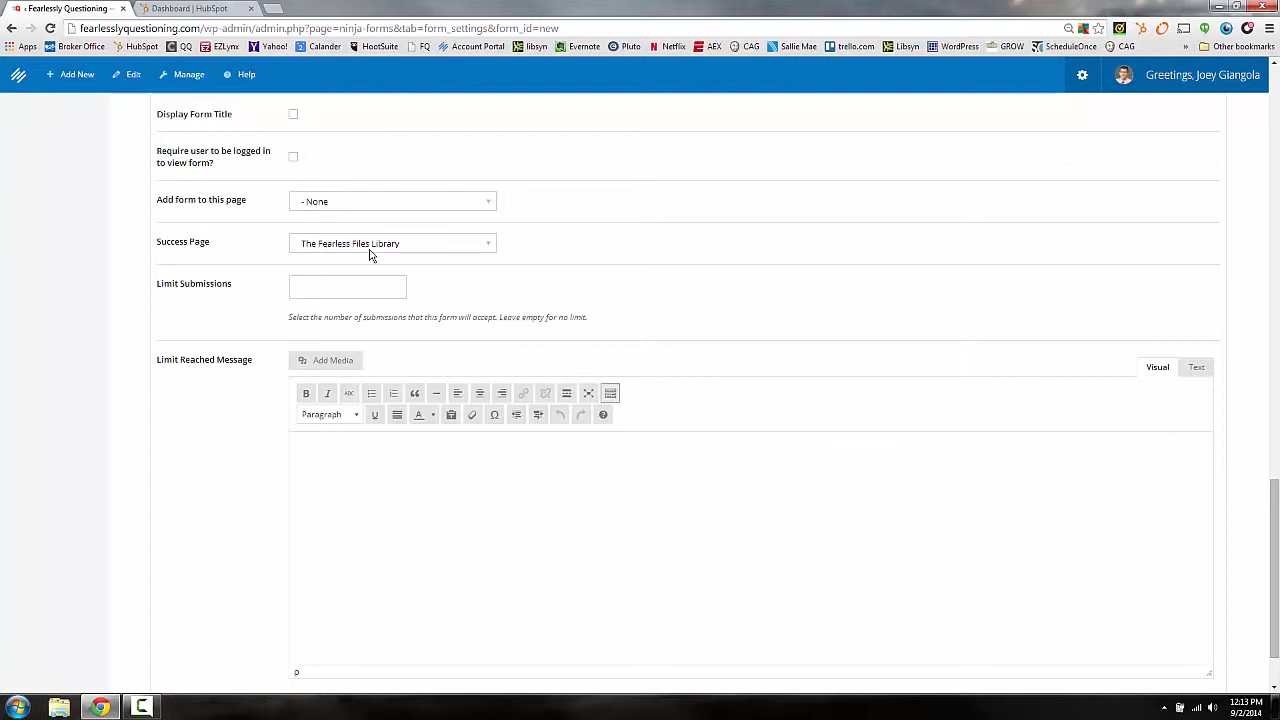 ‹ Fearlessly Questioning —
Dashboard | HubSpot
fearlesslyquestioning.com/wp-admin/admin.php?page=ninja-forms&tab=form_settings&form_id=new
Apps Broker Office HubSpot QQ EZLynx Yahoo! Calander HootSuite FQ Account Portal libsyn Evernote Pluto Netflix AEX CAG Sallie Mae trello.com Libsyn WordPress GROW ScheduleOnce CAG » Other bookmarks
Add New Edit Manage Help Greetings, Joey Giangola
Display Form Title
Require user to be logged in
to view form?
Add form to this page - None
Success Page The Fearless Files Library
Limit Submissions
Select the number of submissions that this form will accept. Leave empty for no limit.
Limit Reached Message Add Media
Visual Text
B I ABC
Paragraph U A Ω
p
12:13 PM
9/2/2014